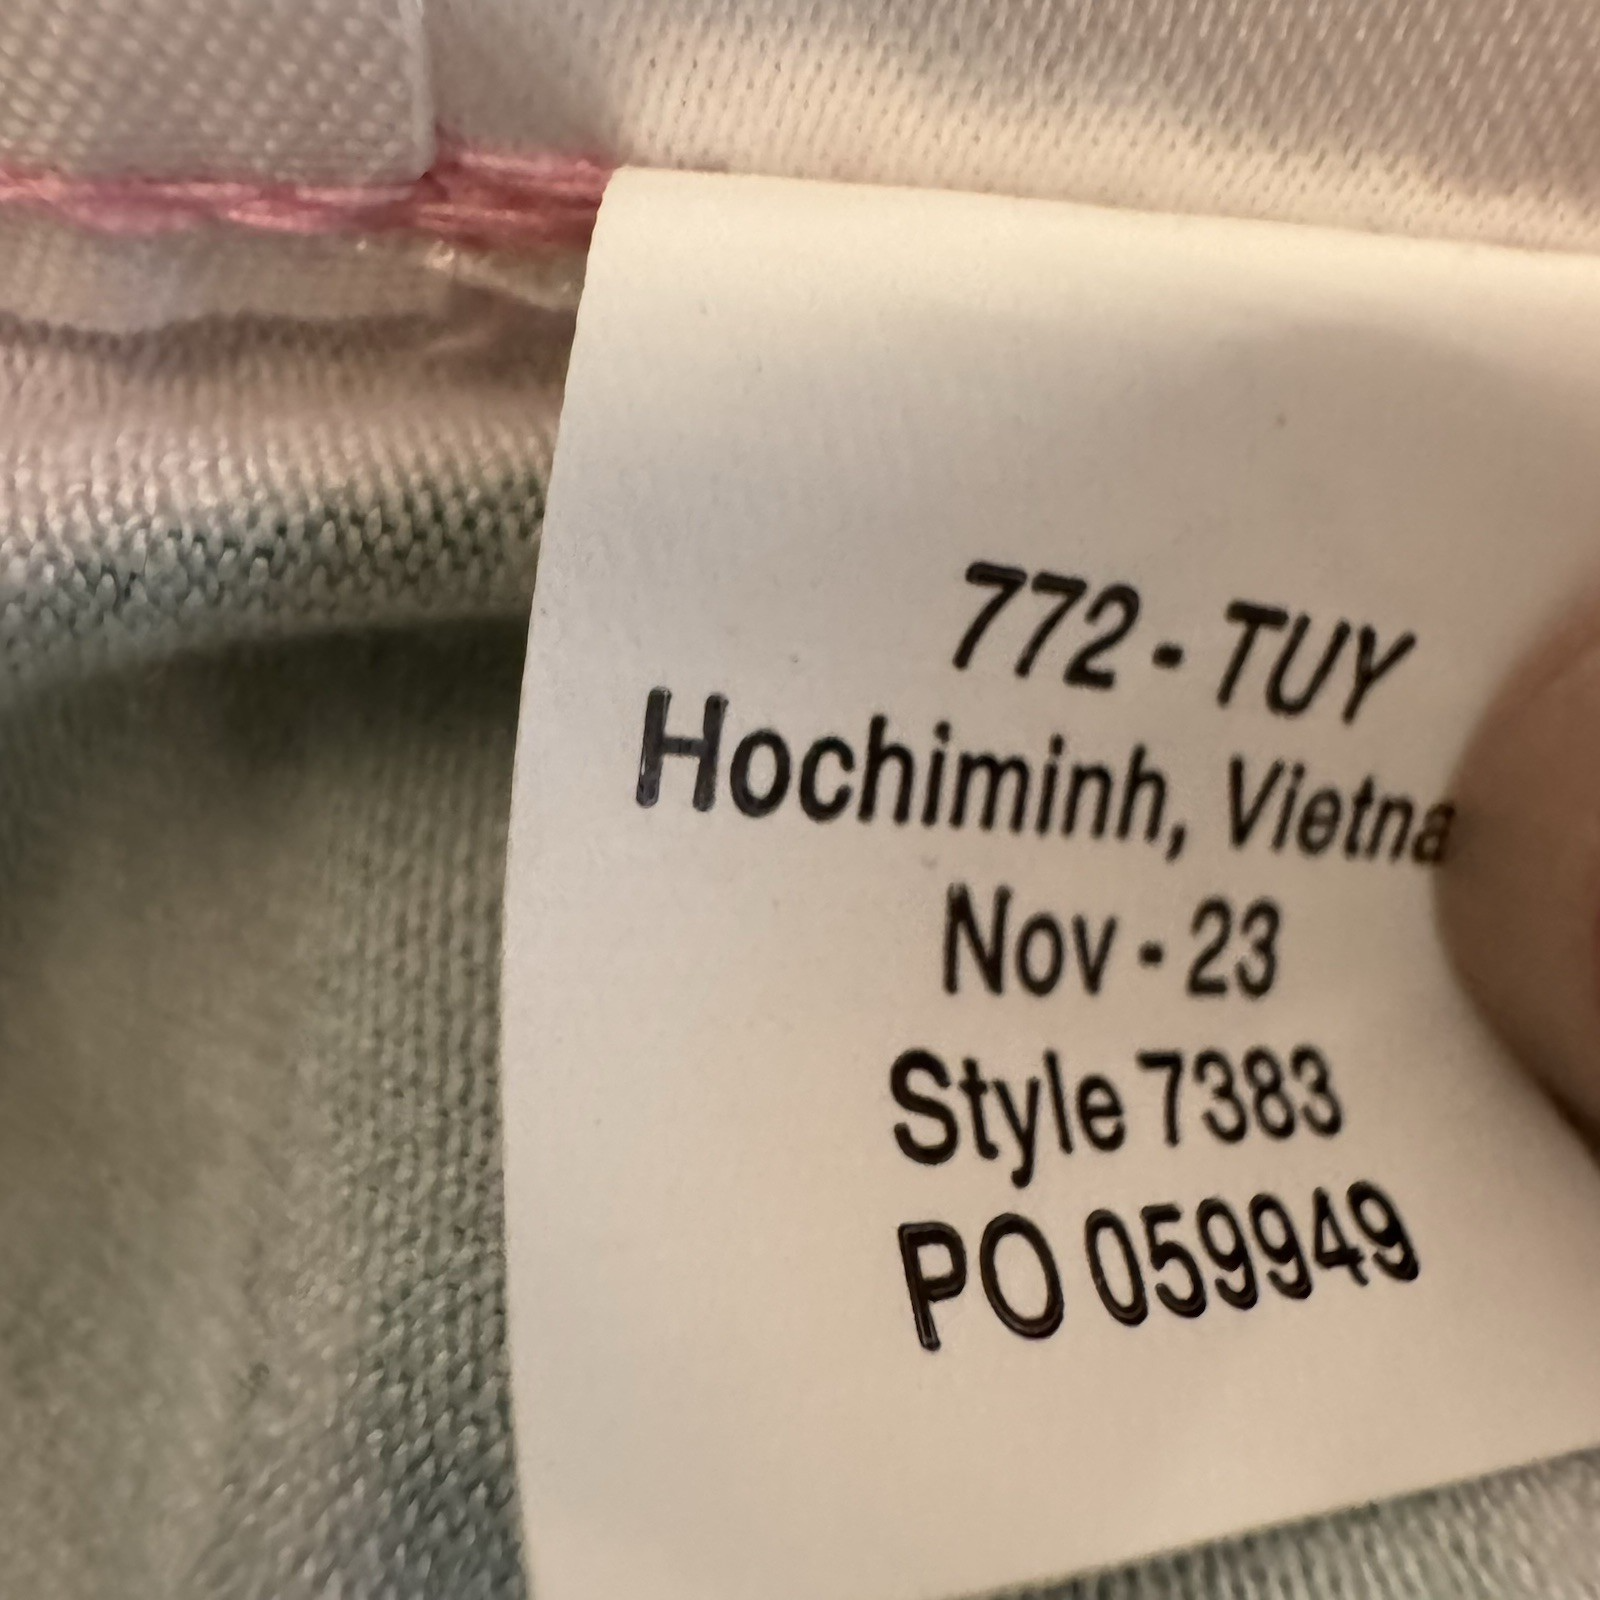 772 - TUY
Hochiminh, Vietna
Nov - 23
Style 7383
PO 059949